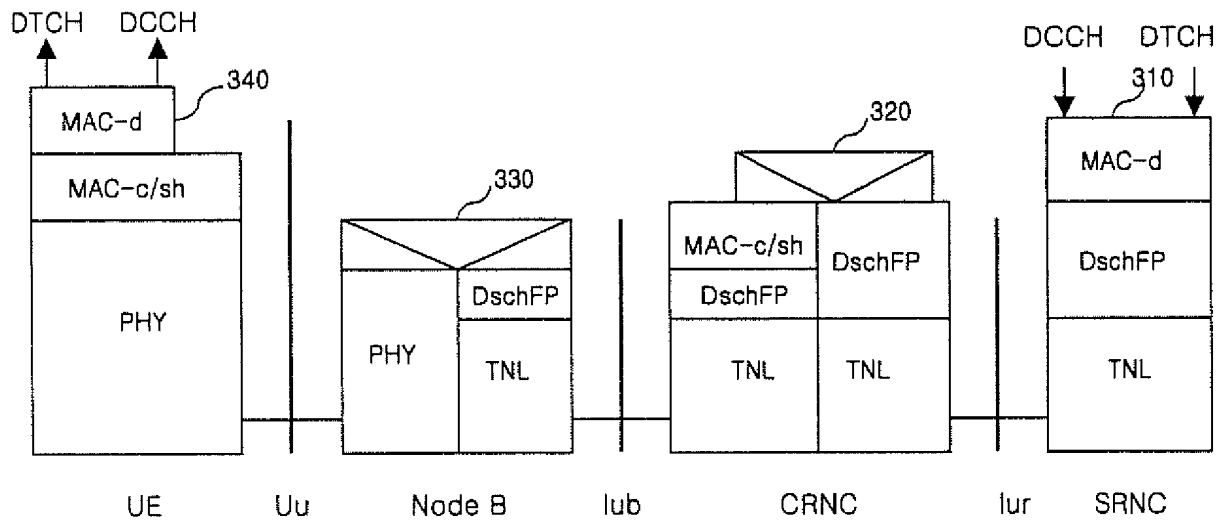 DTCH DCCH
340
MAC-d
MAC-c/sh
PHY
330
DschFP
PHY
TNL
320
MAC-c/sh
DschFP
DschFP
TNL
TNL
DCCH DTCH
310
MAC-d
DschFP
TNL
UE Uu Node B Iub CRNC Iur SRNC